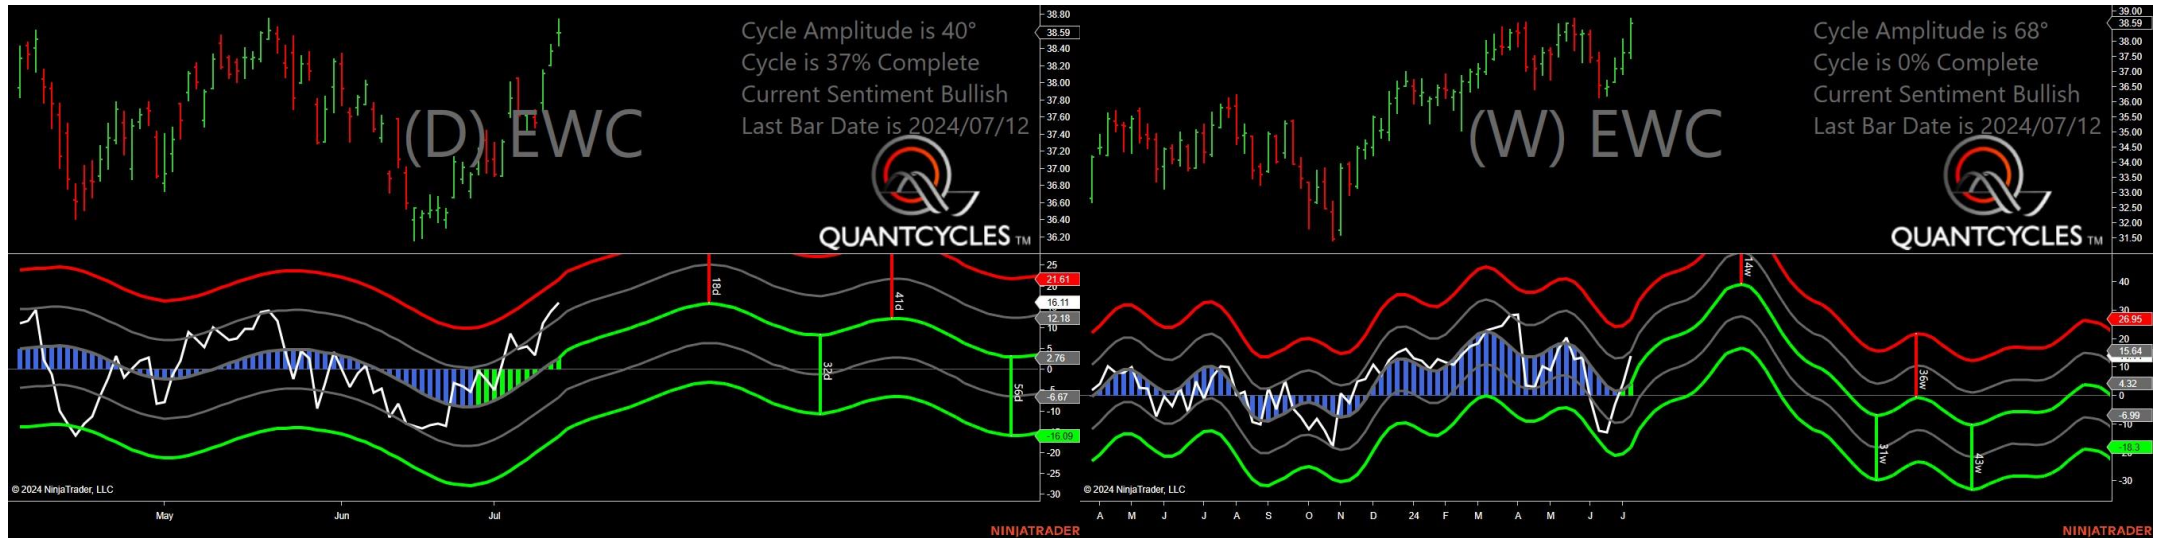 Cycle Amplitude is 40°
Cycle is 37% Complete
Current Sentiment Bullish
Last Bar Date is 2024/07/12
(D) EWC
QUANTCYCLES TM
38.80
38.59
38.40
38.20
38.00
37.80
37.60
37.40
37.20
37.00
36.80
36.60
36.40
36.20
25
21.61
20
16.11
12.18
10
5
2.76
0
-6.67
-10
-16.09
-20
-25
-30
18d
41d
32d
56d
© 2024 NinjaTrader, LLC
May Jun Jul
NINJATRADER
Cycle Amplitude is 68°
Cycle is 0% Complete
Current Sentiment Bullish
Last Bar Date is 2024/07/12
(W) EWC
QUANTCYCLES TM
39.00
38.59
38.00
37.50
37.00
36.50
36.00
35.50
35.00
34.50
34.00
33.50
33.00
32.50
32.00
31.50
40
30
26.95
20
15.64
10
4.32
0
-6.99
-10
-18.3
-30
14w
36w
31w
43w
© 2024 NinjaTrader, LLC
A M J J A S O N D 24 F M A M J J
NINJATRADER